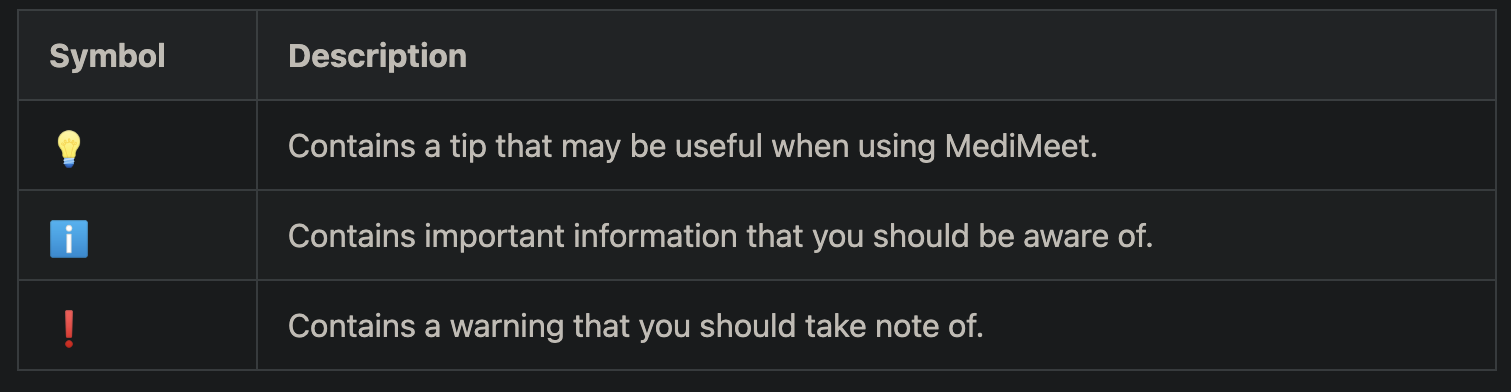 Symbol Description
💡 Contains a tip that may be useful when using MediMeet.
ℹ️ Contains important information that you should be aware of.
❗ Contains a warning that you should take note of.